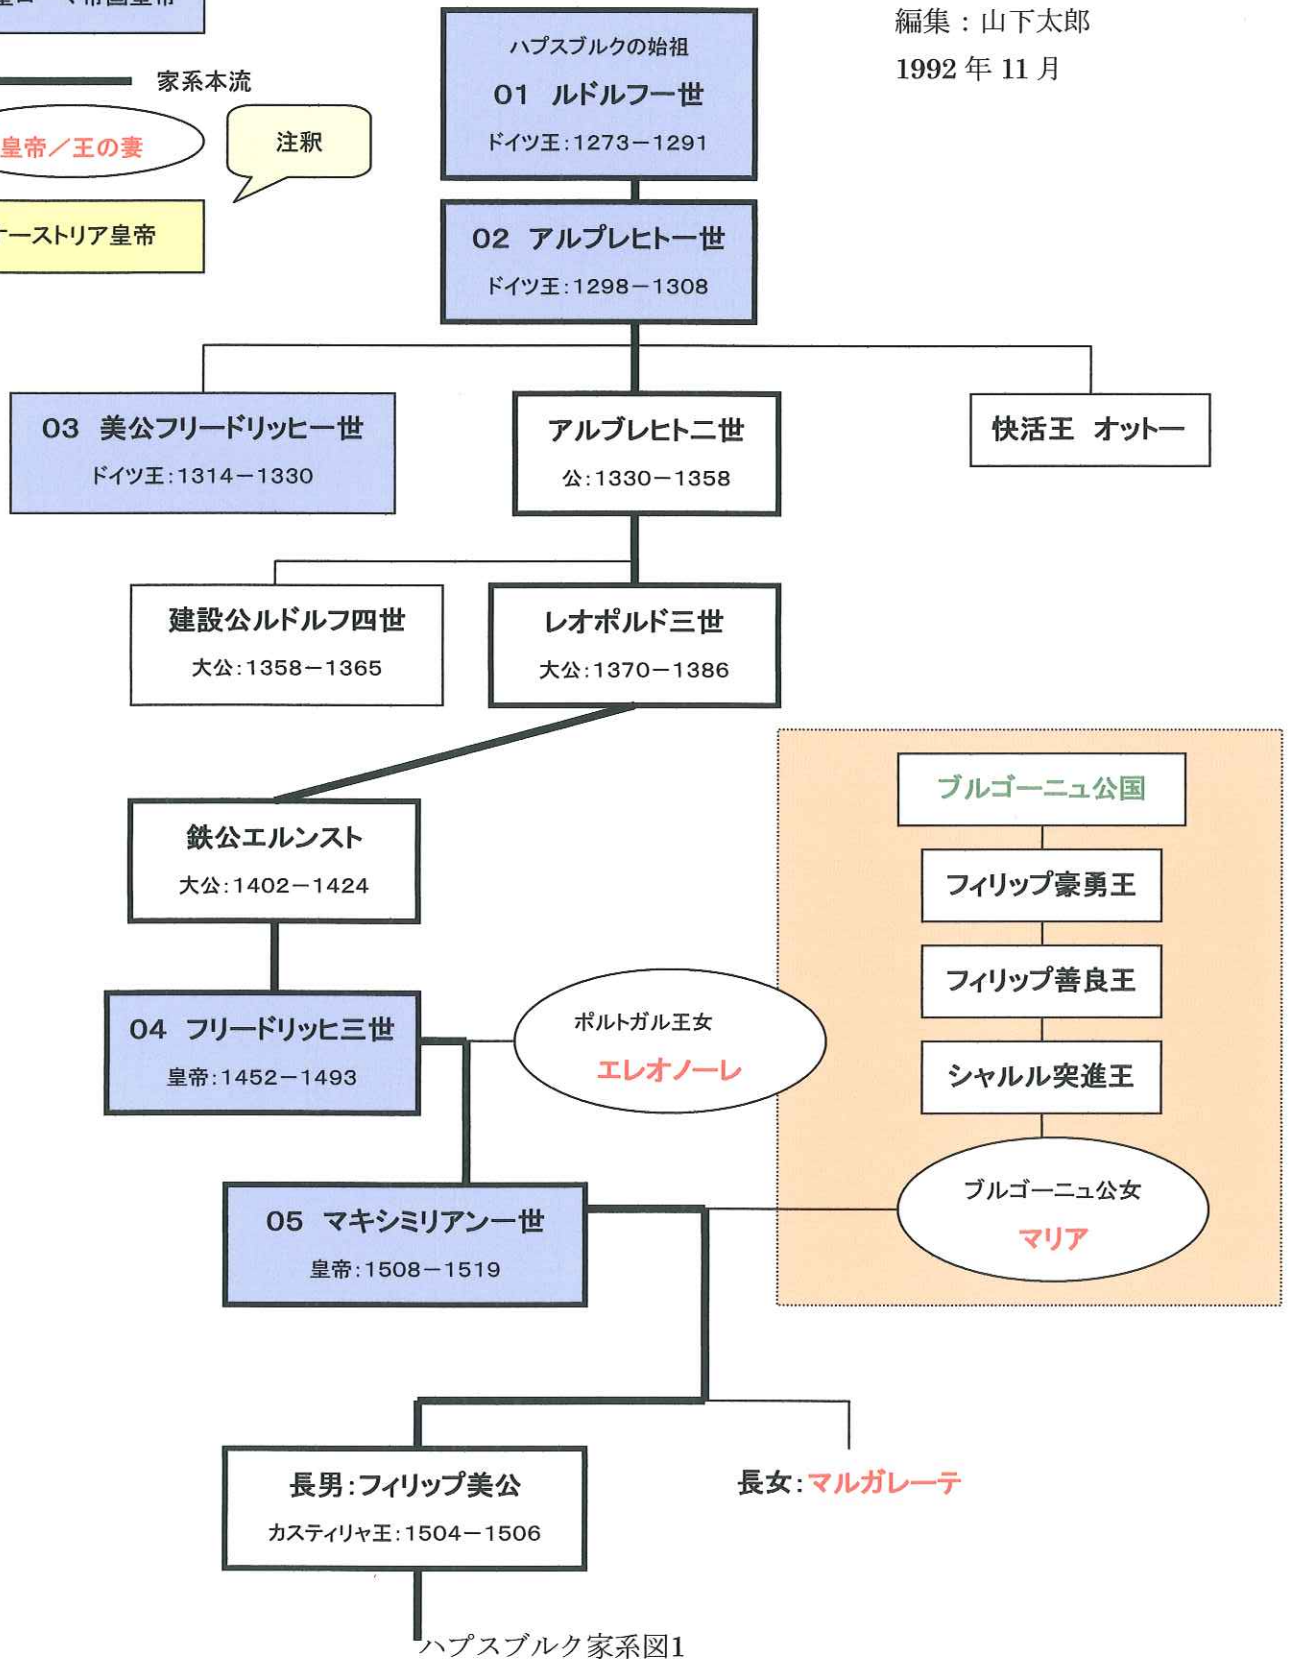 編集：山下太郎
1992 年 11 月
家系本流
皇帝／王の妻
注釈
ーストリア皇帝
ハプスブルクの始祖
01 ルドルフ一世
ドイツ王：1273－1291
02 アルプレヒト一世
ドイツ王：1298－1308
03 美公フリードリッヒ一世
ドイツ王：1314－1330
アルブレヒト二世
公：1330－1358
快活王 オットー
建設公ルドルフ四世
大公：1358－1365
レオポルド三世
大公：1370－1386
鉄公エルンスト
大公：1402－1424
ブルゴーニュ公国
フィリップ豪勇王
フィリップ善良王
シャルル突進王
04 フリードリッヒ三世
皇帝：1452－1493
ポルトガル王女
エレオノーレ
ブルゴーニュ公女
マリア
05 マキシミリアン一世
皇帝：1508－1519
長男：フィリップ美公
カスティリャ王：1504－1506
長女：マルガレーテ
ハプスブルク家系図1